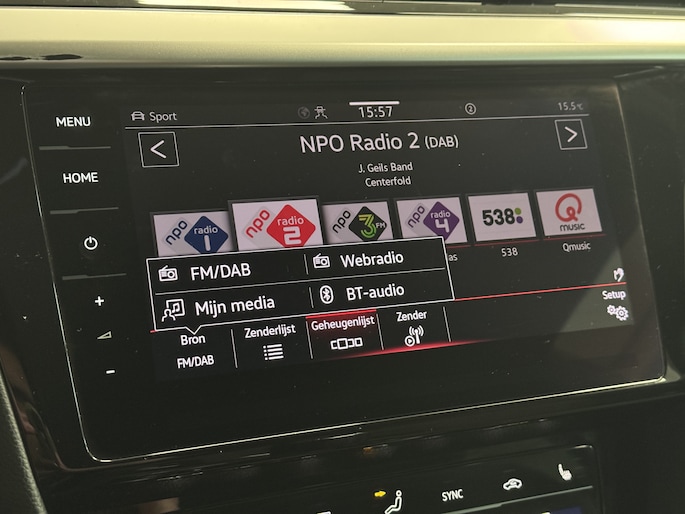 MENU
HOME
+
-
Sport
15:57
2
15.5°C
<
NPO Radio 2 (DAB)
>
J. Geils Band
Centerfold
npo radio 1
npo radio 2
npo 3FM
npo radio 4
538
Q music
as
538
Qmusic
FM/DAB
Webradio
Mijn media
BT-audio
Setup
Bron
FM/DAB
Zenderlijst
Geheugenlijst
Zender
SYNC